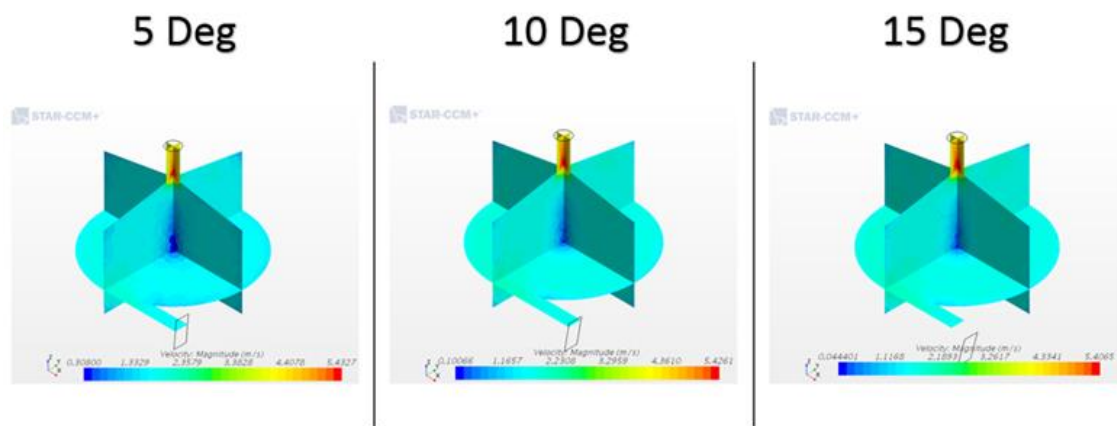 5 Deg
10 Deg
15 Deg
STAR-CCM+
STAR-CCM+
STAR-CCM+
Velocity: Magnitude (m/s)
0.30800 1.3329 2.3579 3.3828 4.4078 5.4327
Velocity: Magnitude (m/s)
0.10066 1.1657 2.2308 3.2959 4.3610 5.4261
Velocity: Magnitude (m/s)
0.044401 1.1168 2.1893 3.2617 4.3341 5.4065